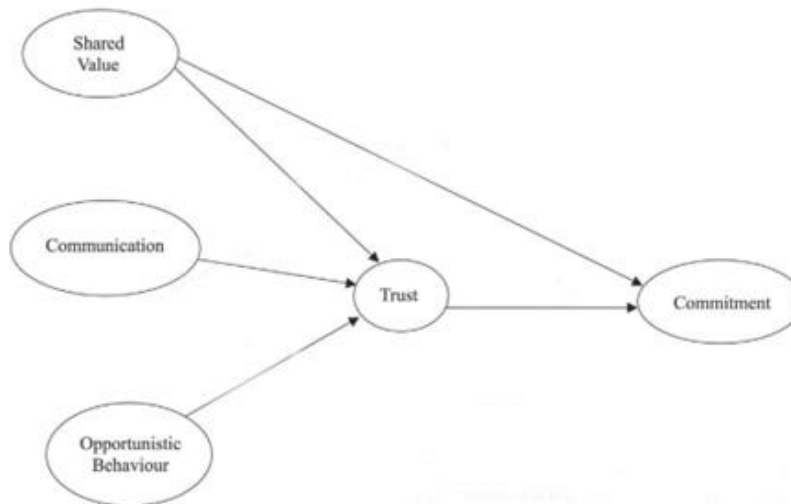 Shared
Value
Communication
Trust
Commitment
Opportunistic
Behaviour